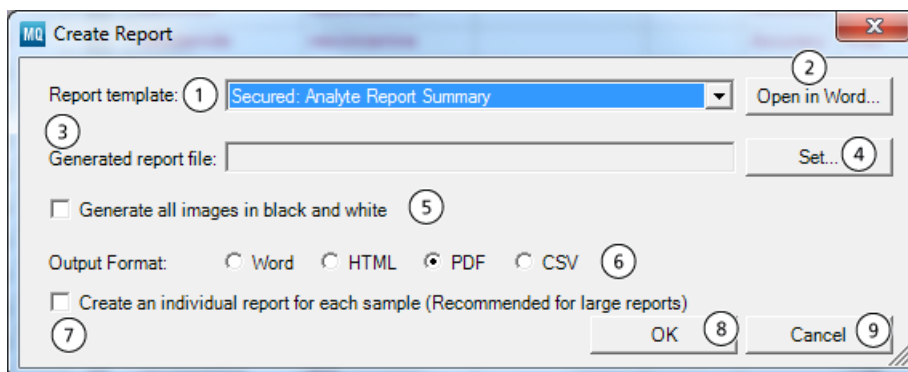 MQ Create Report
Report template: 1 Secured: Analyte Report Summary
2
Open in Word...
3
Generated report file:
Set... 4
Generate all images in black and white 5
Output Format: Word HTML PDF CSV 6
Create an individual report for each sample (Recommended for large reports)
7
OK 8 Cancel 9